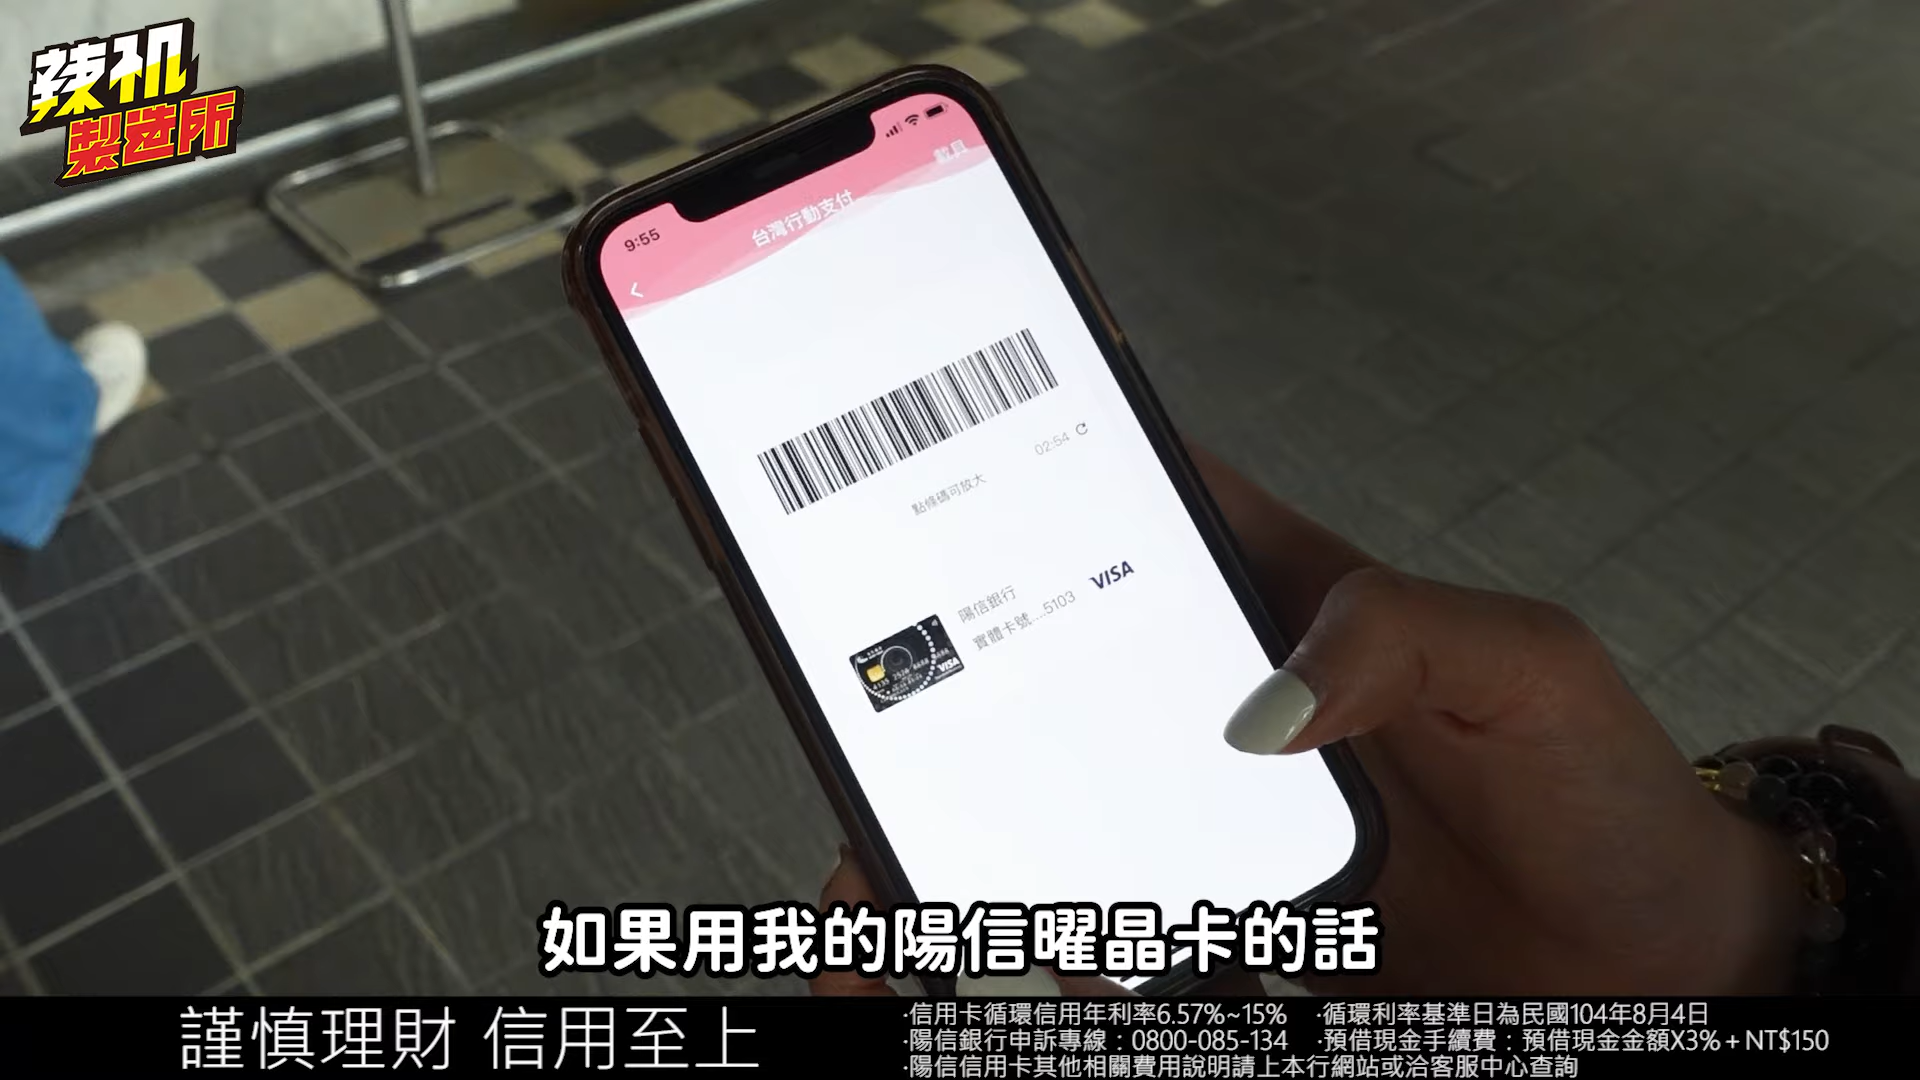 辣机
製造所
9:55
載具
台灣行動支付
02:54
點條碼可放大
陽信銀行
實體卡號....5103
VISA
VISA
如果用我的陽信曜晶卡的話
謹慎理財 信用至上
·信用卡循環信用年利率6.57%~15% ·循環利率基準日為民國104年8月4日
·陽信銀行申訴專線：0800-085-134 ·預借現金手續費：預借現金金額X3%＋NT$150
·陽信信用卡其他相關費用說明請上本行網站或洽客服中心查詢